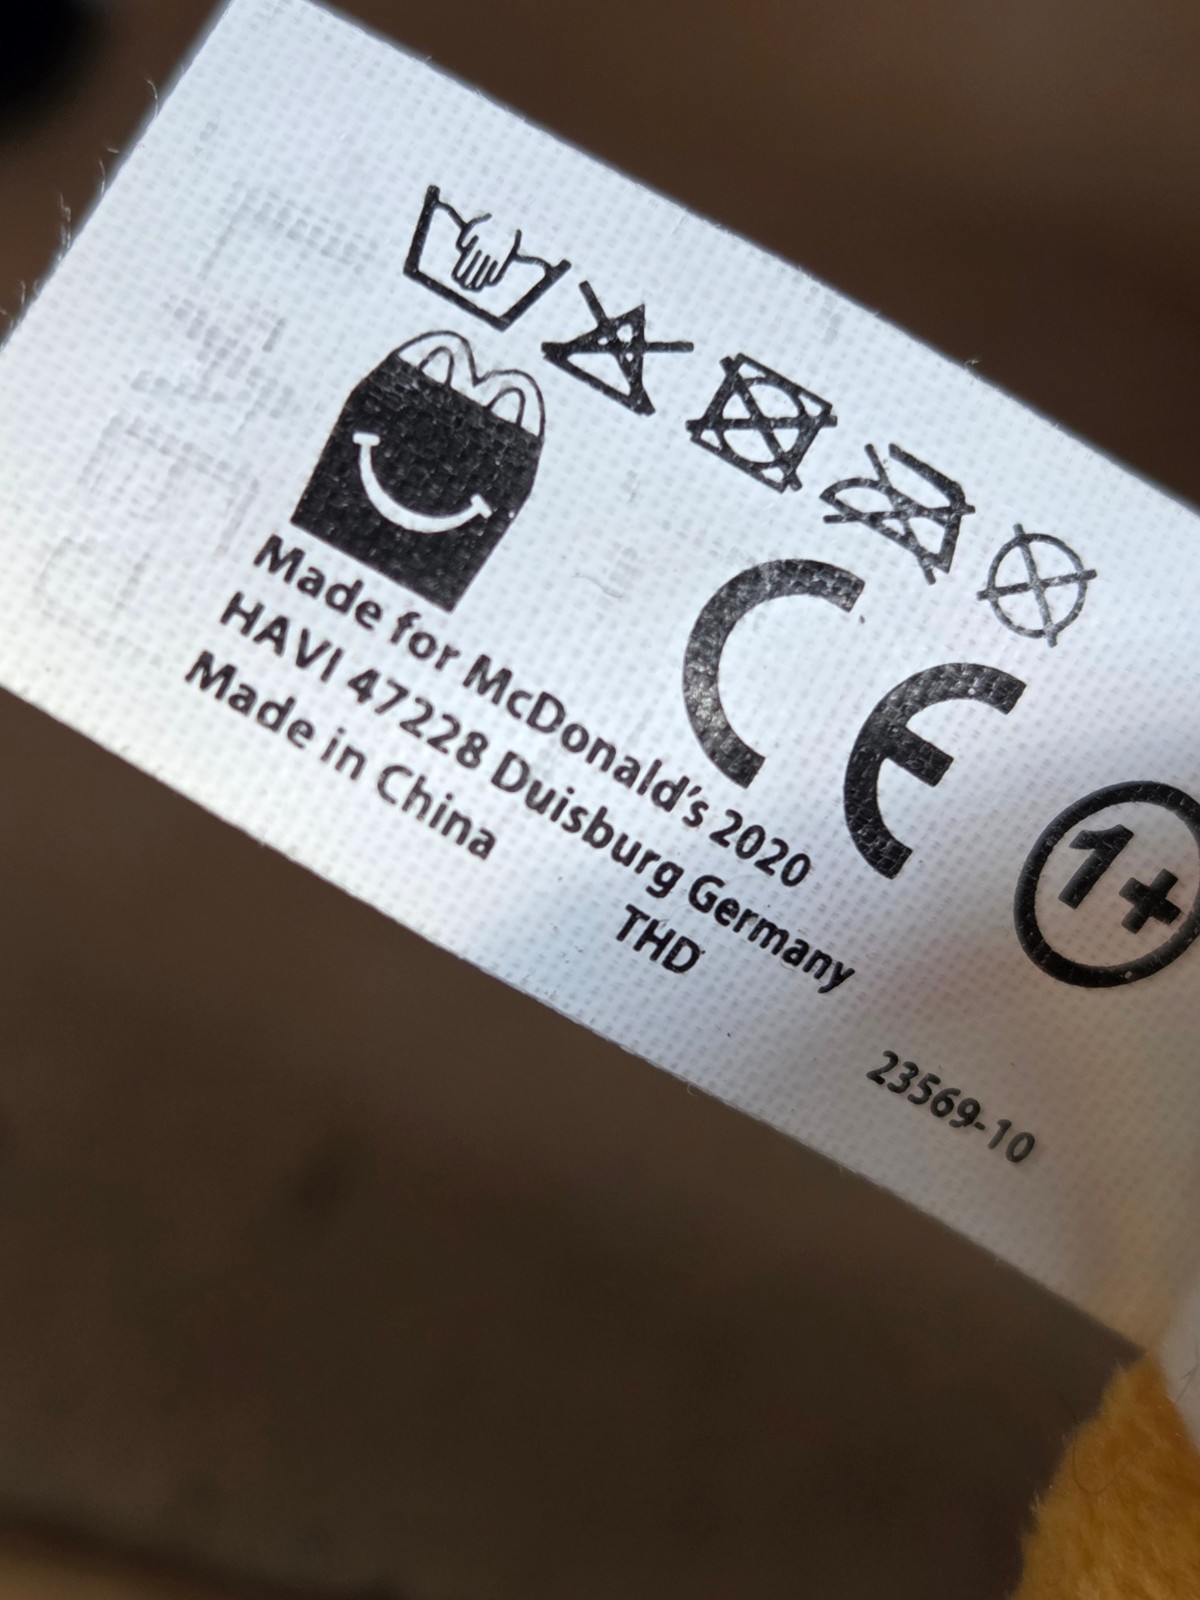 CE
1+
Made for McDonald's 2020
HAVI 47228 Duisburg Germany
Made in China
THD
23569-10